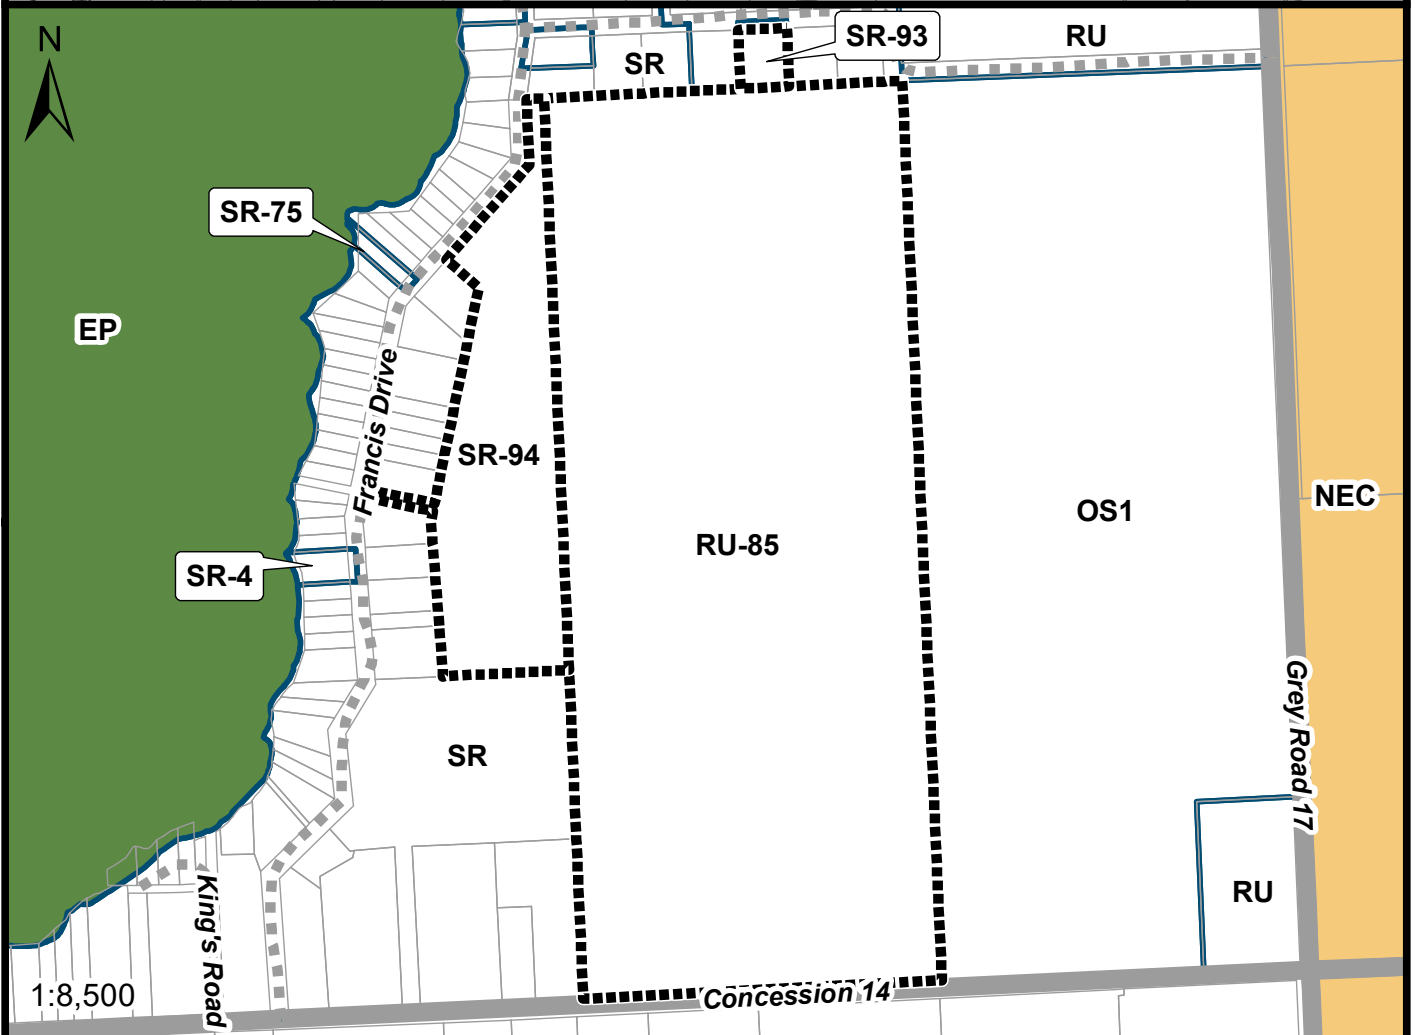 N
SR-93
RU
SR
SR-75
EP
Francis Drive
SR-94
NEC
OS1
RU-85
SR-4
Grey Road 17
SR
RU
King's Road
1:8,500
Concession 14